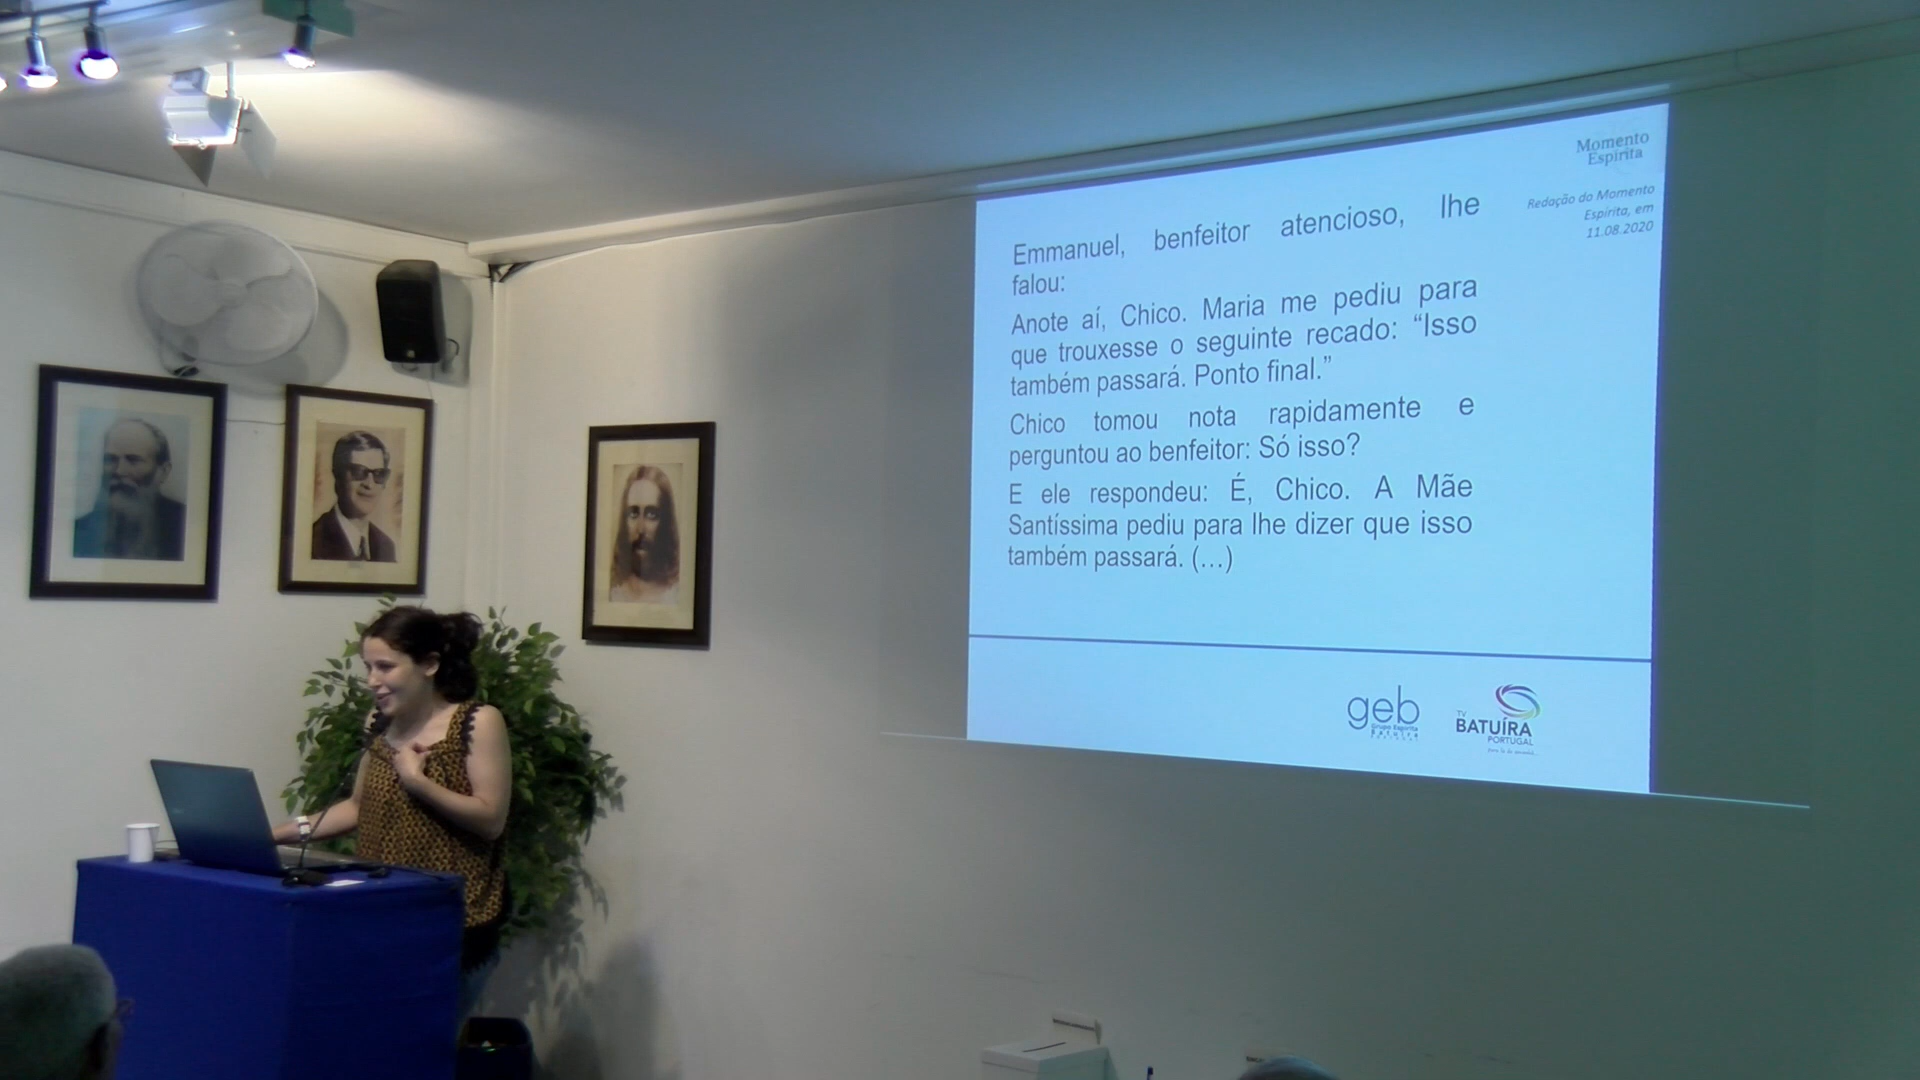 Momento
Espírita
Redação do Momento
Espírita, em
11.08.2020
Emmanuel, benfeitor atencioso, lhe
falou:
Anote aí, Chico. Maria me pediu para
que trouxesse o seguinte recado: “Isso
também passará. Ponto final.”
Chico tomou nota rapidamente e
perguntou ao benfeitor: Só isso?
E ele respondeu: É, Chico. A Mãe
Santíssima pediu para lhe dizer que isso
também passará. (...)
geb
Grupo Espírita
Batuíra
TV
BATUÍRA
PORTUGAL